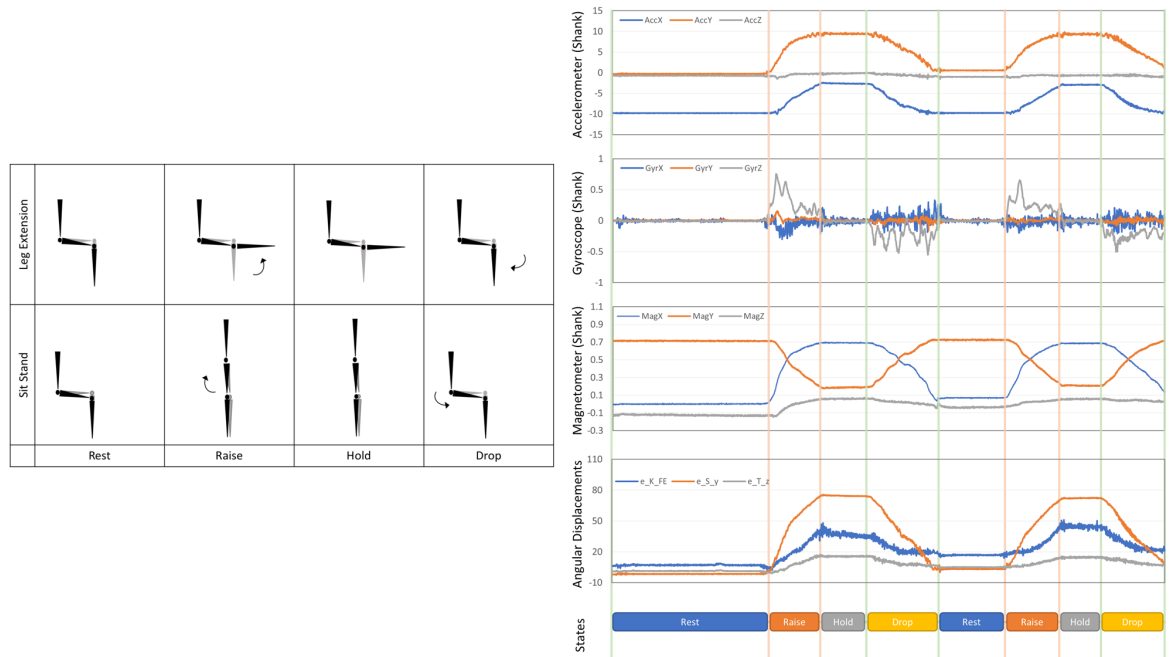 Leg Extension
Sit Stand
Rest Raise Hold Drop
Accelerometer (Shank)
AccX AccY AccZ
15
10
5
0
-5
-10
-15
Gyroscope (Shank)
GyrX GyrY GyrZ
1
0.5
0
-0.5
-1
Magnetometer (Shank)
MagX MagY MagZ
1.1
0.9
0.7
0.5
0.3
0.1
-0.1
-0.3
Angular Displacements
e_K_FE e_S_y e_T_z
110
80
50
20
-10
States
Rest Raise Hold Drop Rest Raise Hold Drop